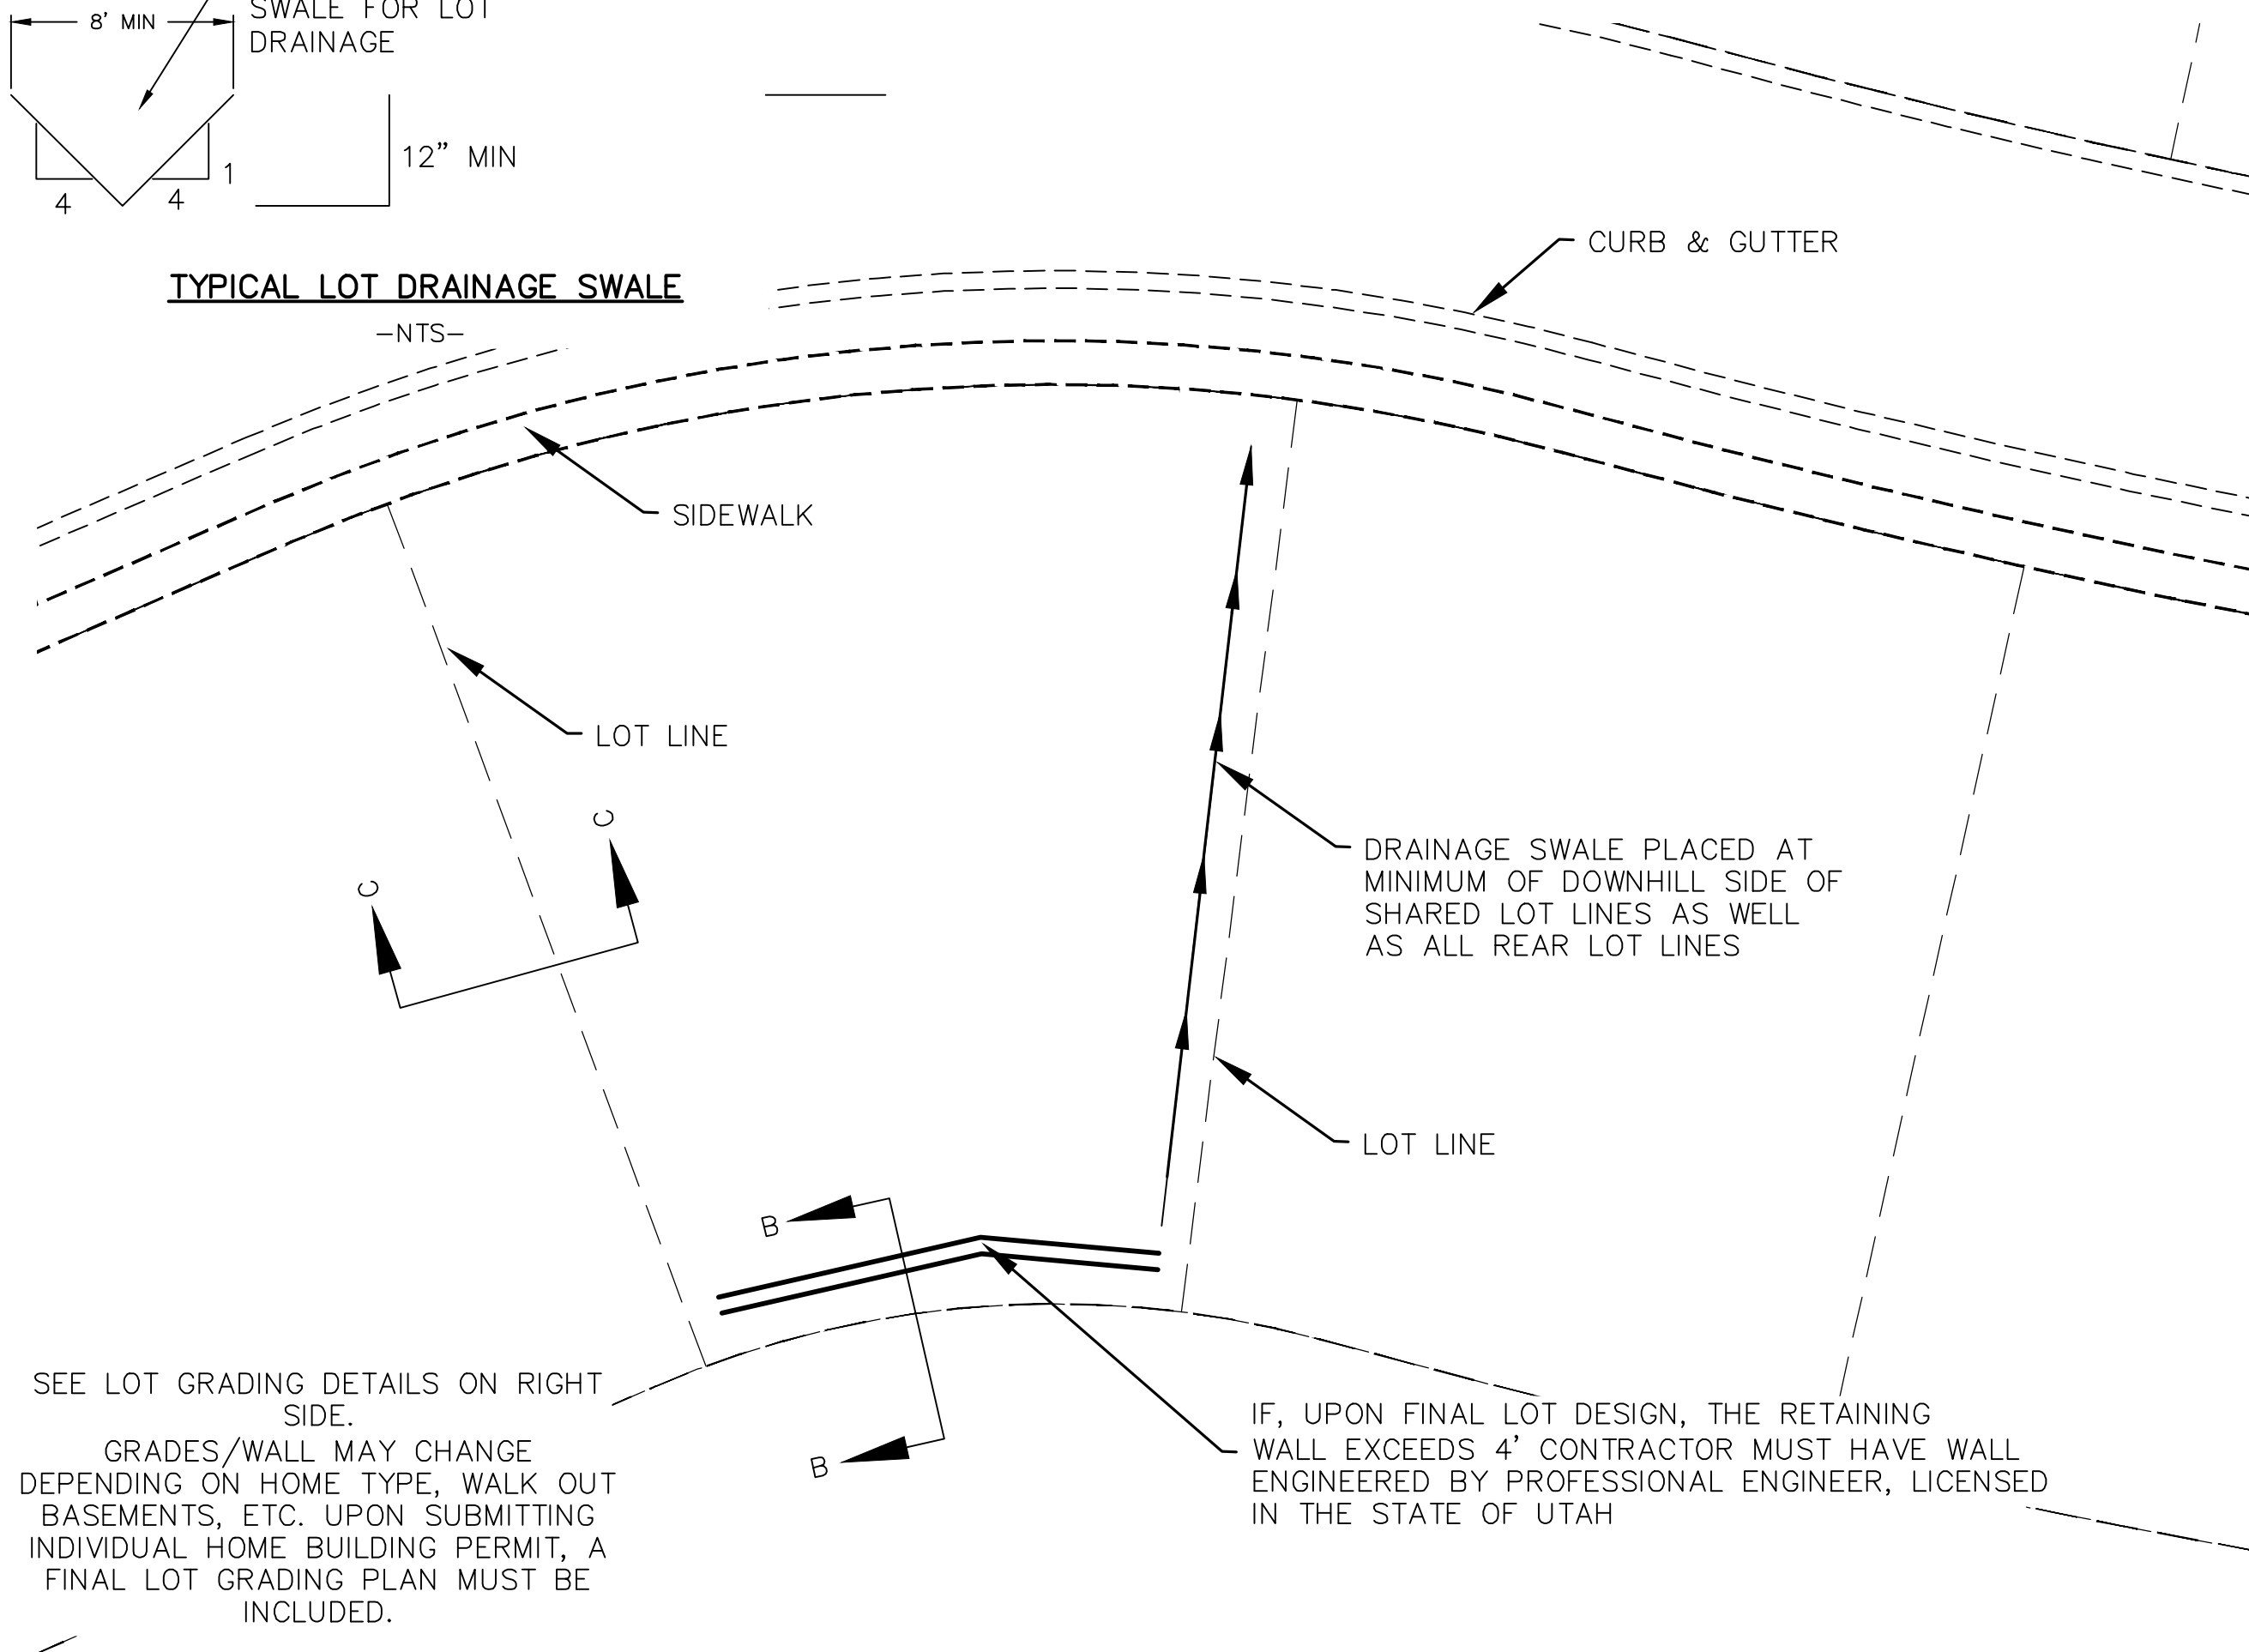 SWALE FOR LOT
DRAINAGE
8' MIN
12” MIN
1
4
4
TYPICAL LOT DRAINAGE SWALE
-NTS-
CURB & GUTTER
SIDEWALK
LOT LINE
C
C
DRAINAGE SWALE PLACED AT
MINIMUM OF DOWNHILL SIDE OF
SHARED LOT LINES AS WELL
AS ALL REAR LOT LINES
LOT LINE
B
B
SEE LOT GRADING DETAILS ON RIGHT
SIDE.
GRADES/WALL MAY CHANGE
DEPENDING ON HOME TYPE, WALK OUT
BASEMENTS, ETC. UPON SUBMITTING
INDIVIDUAL HOME BUILDING PERMIT, A
FINAL LOT GRADING PLAN MUST BE
INCLUDED.
IF, UPON FINAL LOT DESIGN, THE RETAINING
WALL EXCEEDS 4' CONTRACTOR MUST HAVE WALL
ENGINEERED BY PROFESSIONAL ENGINEER, LICENSED
IN THE STATE OF UTAH